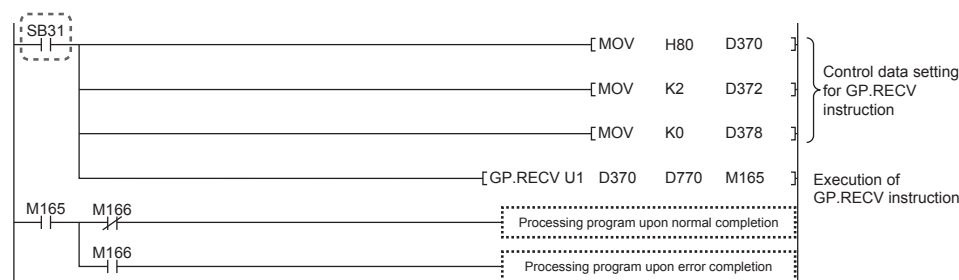 SB31
[ MOV H80 D370 ]
[ MOV K2 D372 ]
[ MOV K0 D378 ]
Control data setting
for GP.RECV
instruction
[ GP.RECV U1 D370 D770 M165 ]
Execution of
GP.RECV instruction
M165 M166
Processing program upon normal completion
M166
Processing program upon error completion